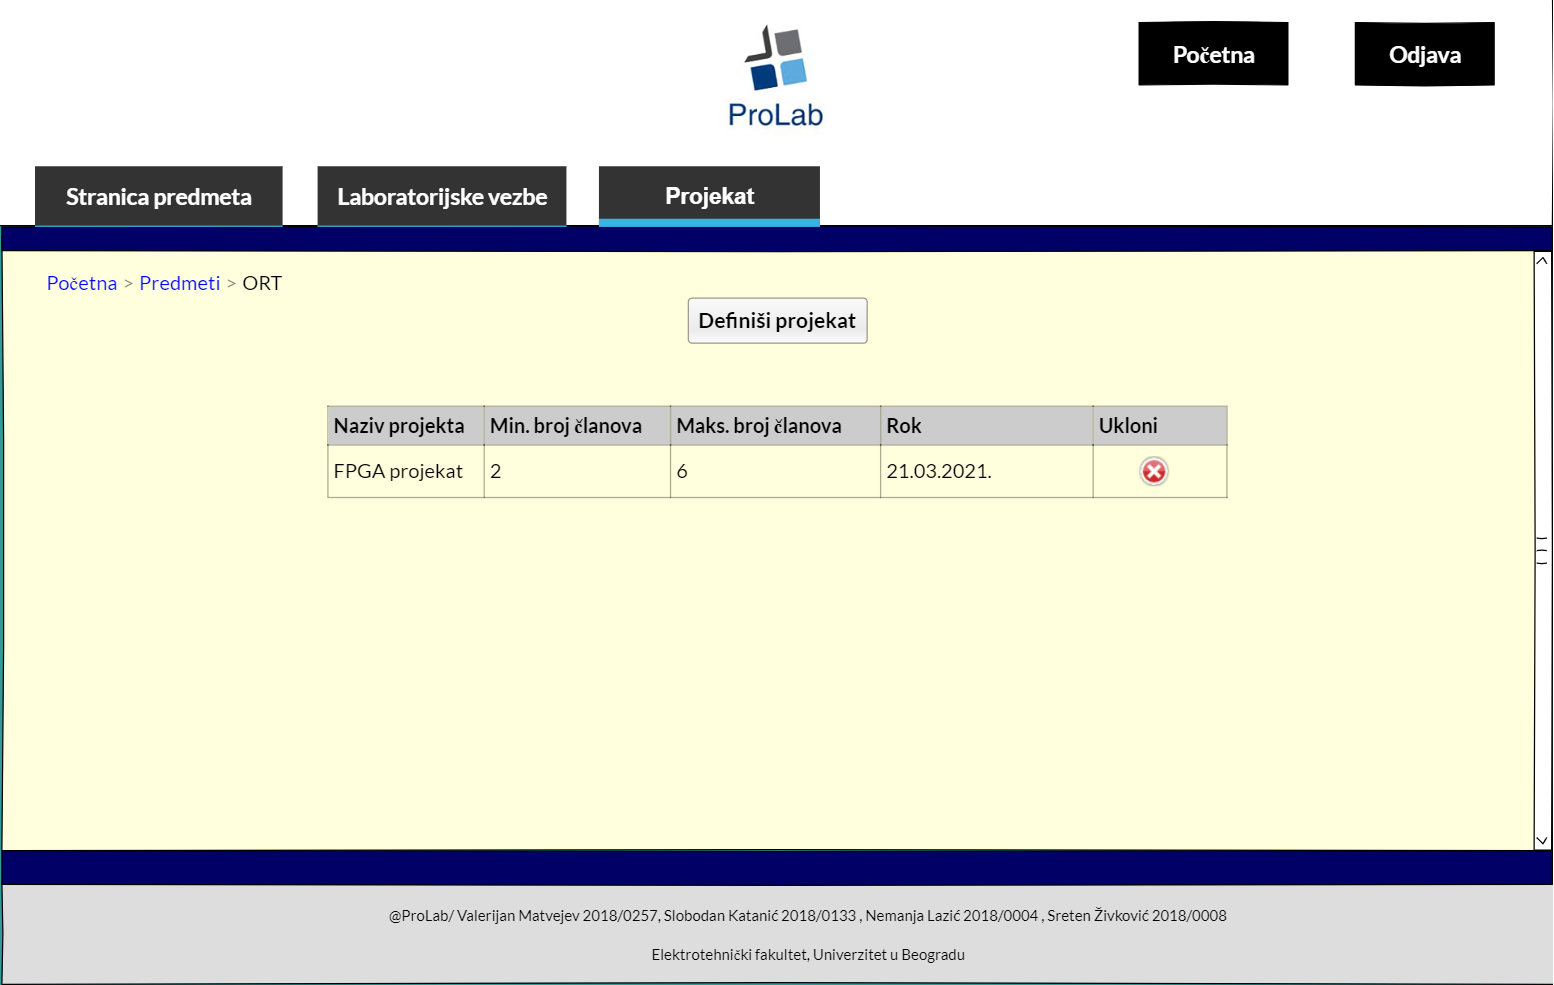 ProLab
Početna
Odjava
Stranica predmeta
Laboratorijske vezbe
Projekat
Početna > Predmeti > ORT
Definiši projekat
Naziv projekta Min. broj članova Maks. broj članova Rok Ukloni
FPGA projekat 2 6 21.03.2021.
@ProLab/ Valerijan Matvejev 2018/0257, Slobodan Katanić 2018/0133 , Nemanja Lazić 2018/0004 , Sreten Živković 2018/0008
Elektrotehnički fakultet, Univerzitet u Beogradu